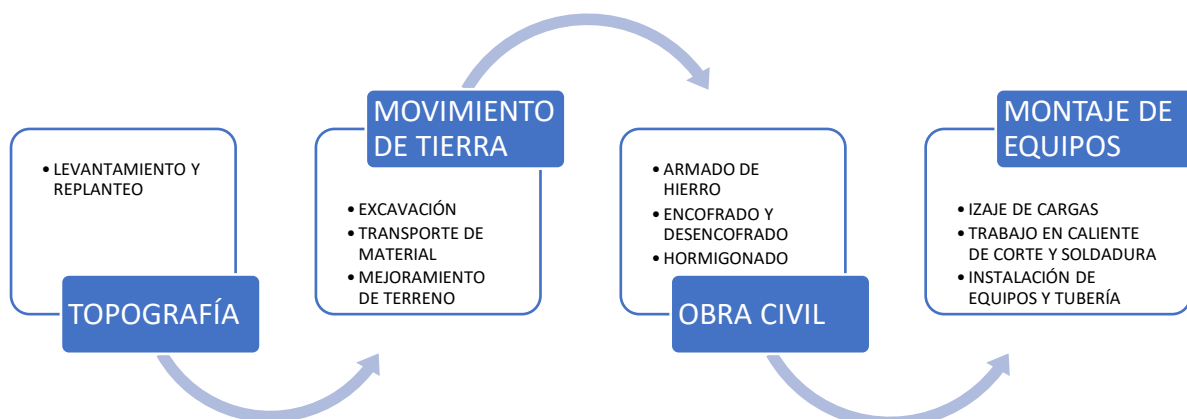 • LEVANTAMIENTO Y
REPLANTEO
TOPOGRAFÍA
MOVIMIENTO
DE TIERRA
• EXCAVACIÓN
• TRANSPORTE DE
MATERIAL
• MEJORAMIENTO
DE TERRENO
• ARMADO DE
HIERRO
• ENCOFRADO Y
DESENCOFRADO
• HORMIGONADO
OBRA CIVIL
MONTAJE DE
EQUIPOS
• IZAJE DE CARGAS
• TRABAJO EN CALIENTE
DE CORTE Y SOLDADURA
• INSTALACIÓN DE
EQUIPOS Y TUBERÍA